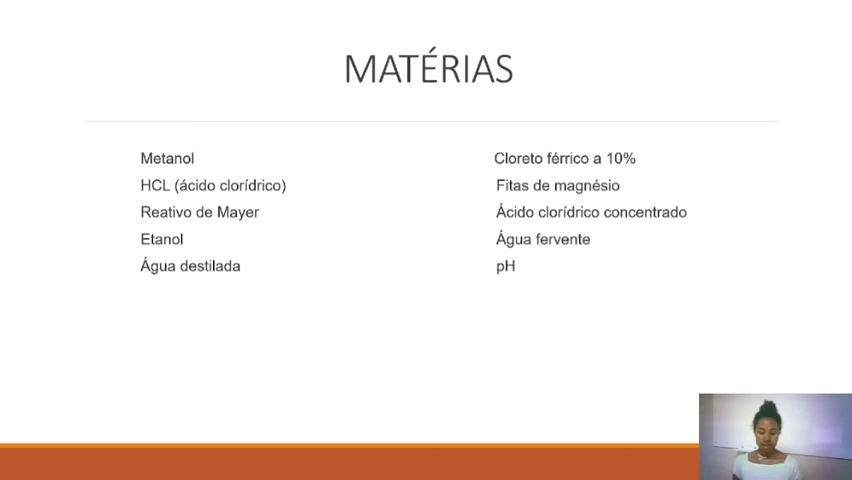 MATÉRIAS
Metanol
HCL (ácido clorídrico)
Reativo de Mayer
Etanol
Água destilada
Cloreto férrico a 10%
Fitas de magnésio
Ácido clorídrico concentrado
Água fervente
pH